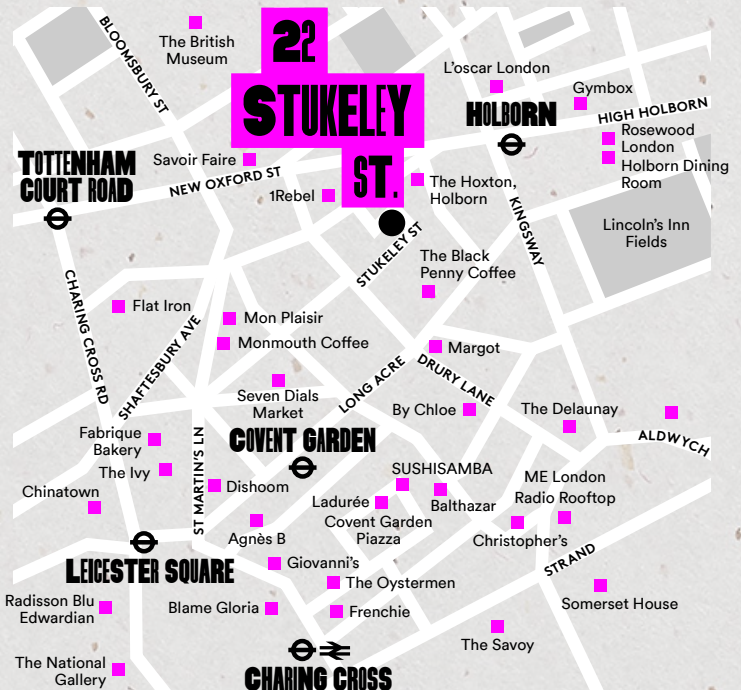 22
STUKELEY
ST.
BLOOMSBURY ST
The British
Museum
L'oscar London
Gymbox
HOLBORN
HIGH HOLBORN
Rosewood
London
Holborn Dining
Room
TOTTENHAM
COURT ROAD
Savoir Faire
NEW OXFORD ST
1Rebel
The Hoxton,
Holborn
KINGSWAY
Lincoln's Inn
Fields
STUKELEY ST
The Black
Penny Coffee
CHARING CROSS RD
Flat Iron
SHAFTESBURY AVE
Mon Plaisir
Monmouth Coffee
Margot
LONG ACRE
DRURY LANE
Seven Dials
Market
By Chloe
The Delaunay
ALDWYCH
Fabrique
Bakery
COVENT GARDEN
The Ivy
ST MARTIN'S LN
Dishoom
SUSHISAMBA
ME London
Radio Rooftop
Chinatown
Ladurée
Balthazar
Covent Garden
Piazza
Christopher's
Agnès B
LEICESTER SQUARE
Giovanni's
STRAND
The Oystermen
Radisson Blu
Edwardian
Blame Gloria
Frenchie
Somerset House
The Savoy
The National
Gallery
CHARING CROSS